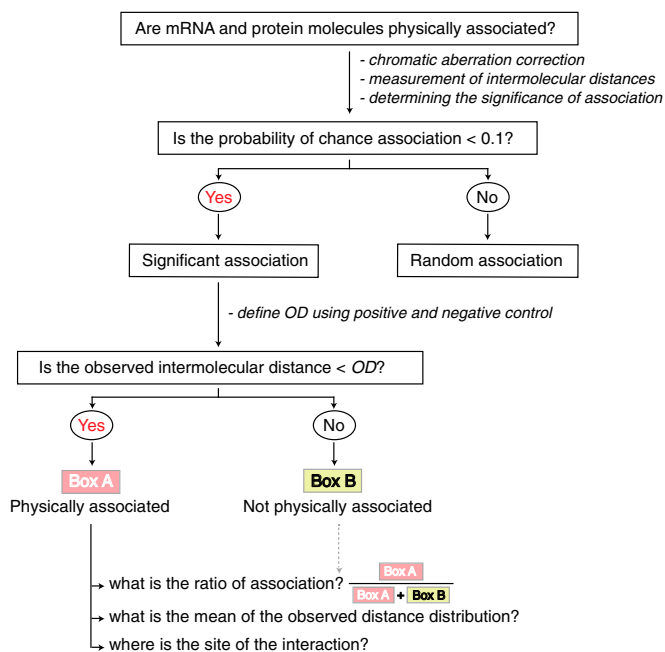 Are mRNA and protein molecules physically associated?
- chromatic aberration correction
- measurement of intermolecular distances
- determining the significance of association
Is the probability of chance association < 0.1?
Yes
No
Significant association
Random association
- define OD using positive and negative control
Is the observed intermolecular distance < OD?
Yes
No
Box A
Box B
Physically associated
Not physically associated
what is the ratio of association?
Box A
Box A + Box B
what is the mean of the observed distance distribution?
where is the site of the interaction?